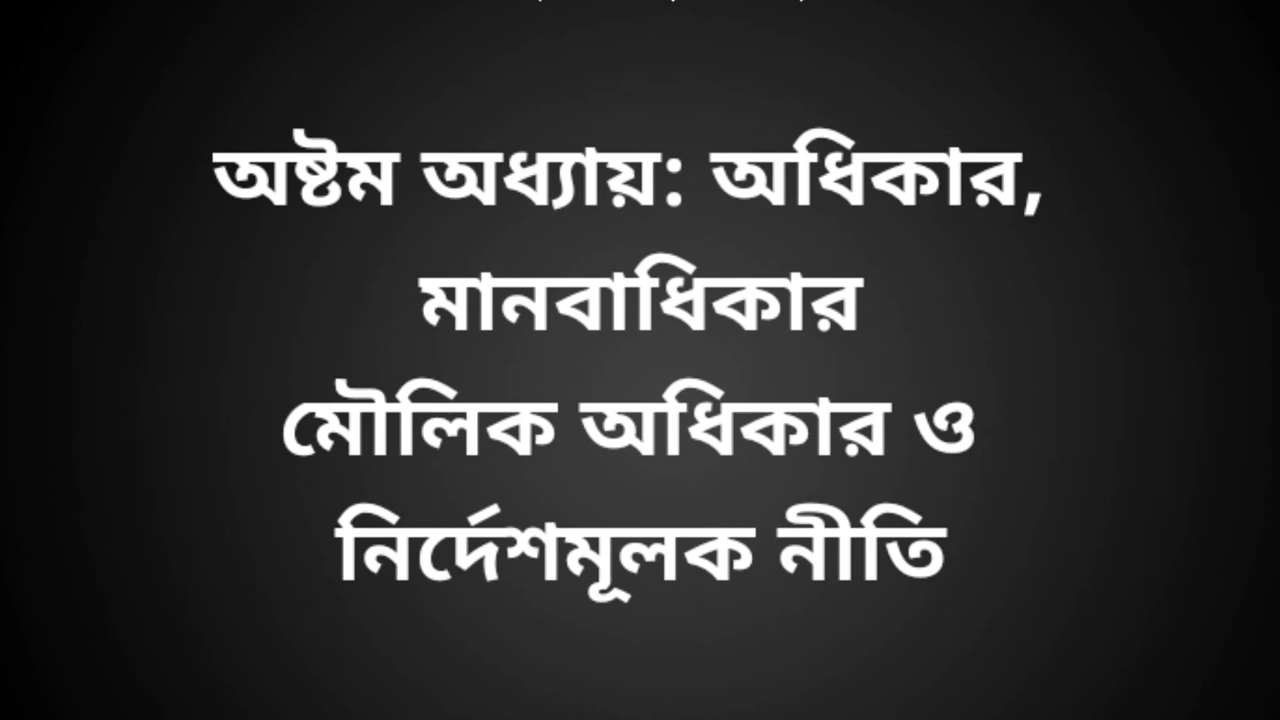 অষ্টম অধ্যায়: অধিকার,
মানবাধিকার
মৌলিক অধিকার ও
নির্দেশমূলক নীতি